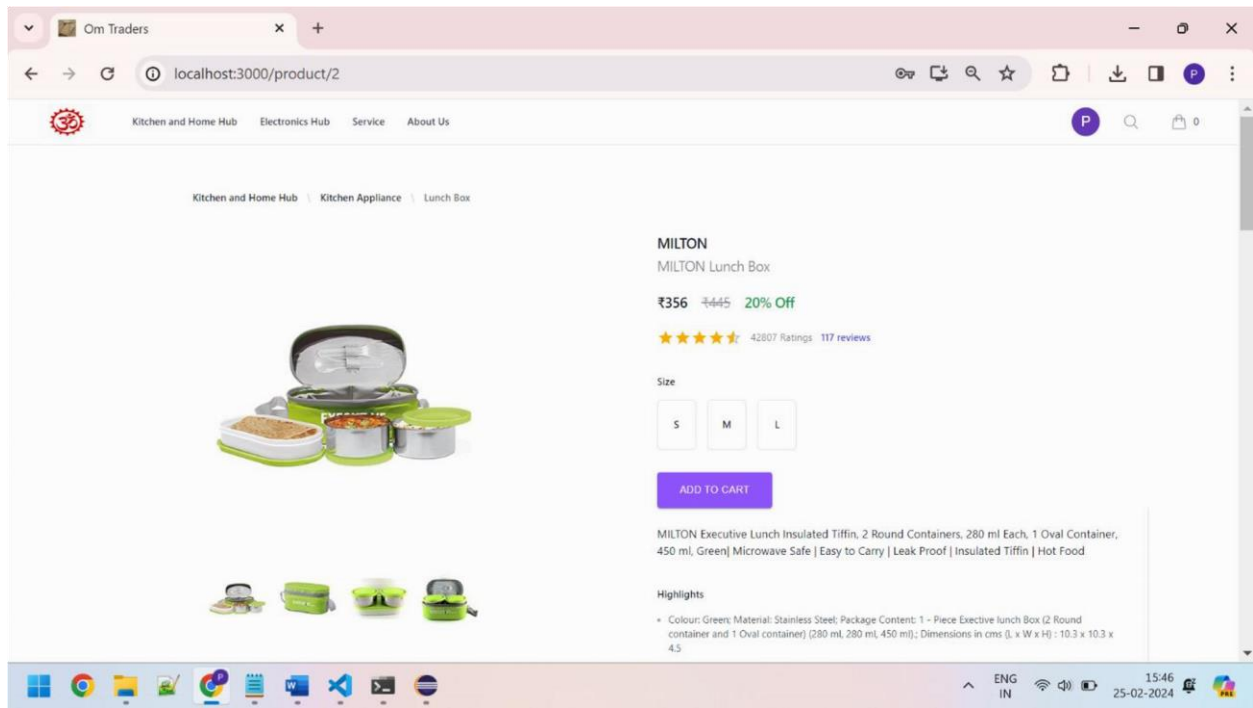 Om Traders
localhost:3000/product/2
P
ॐ
Kitchen and Home Hub Electronics Hub Service About Us
P
0
Kitchen and Home Hub \ Kitchen Appliance \ Lunch Box
MILTON
MILTON Lunch Box
₹356 ₹445 20% Off
42807 Ratings 117 reviews
Size
S M L
ADD TO CART
MILTON Executive Lunch Insulated Tiffin, 2 Round Containers, 280 ml Each, 1 Oval Container,
450 ml, Green| Microwave Safe | Easy to Carry | Leak Proof | Insulated Tiffin | Hot Food
Highlights
Colour: Green; Material: Stainless Steel; Package Content: 1 - Piece Exective lunch Box (2 Round
container and 1 Oval container) (280 ml, 280 ml, 450 ml).; Dimensions in cms (L x W x H) : 10.3 x 10.3 x
4.5
P
ENG
IN
15:46
25-02-2024